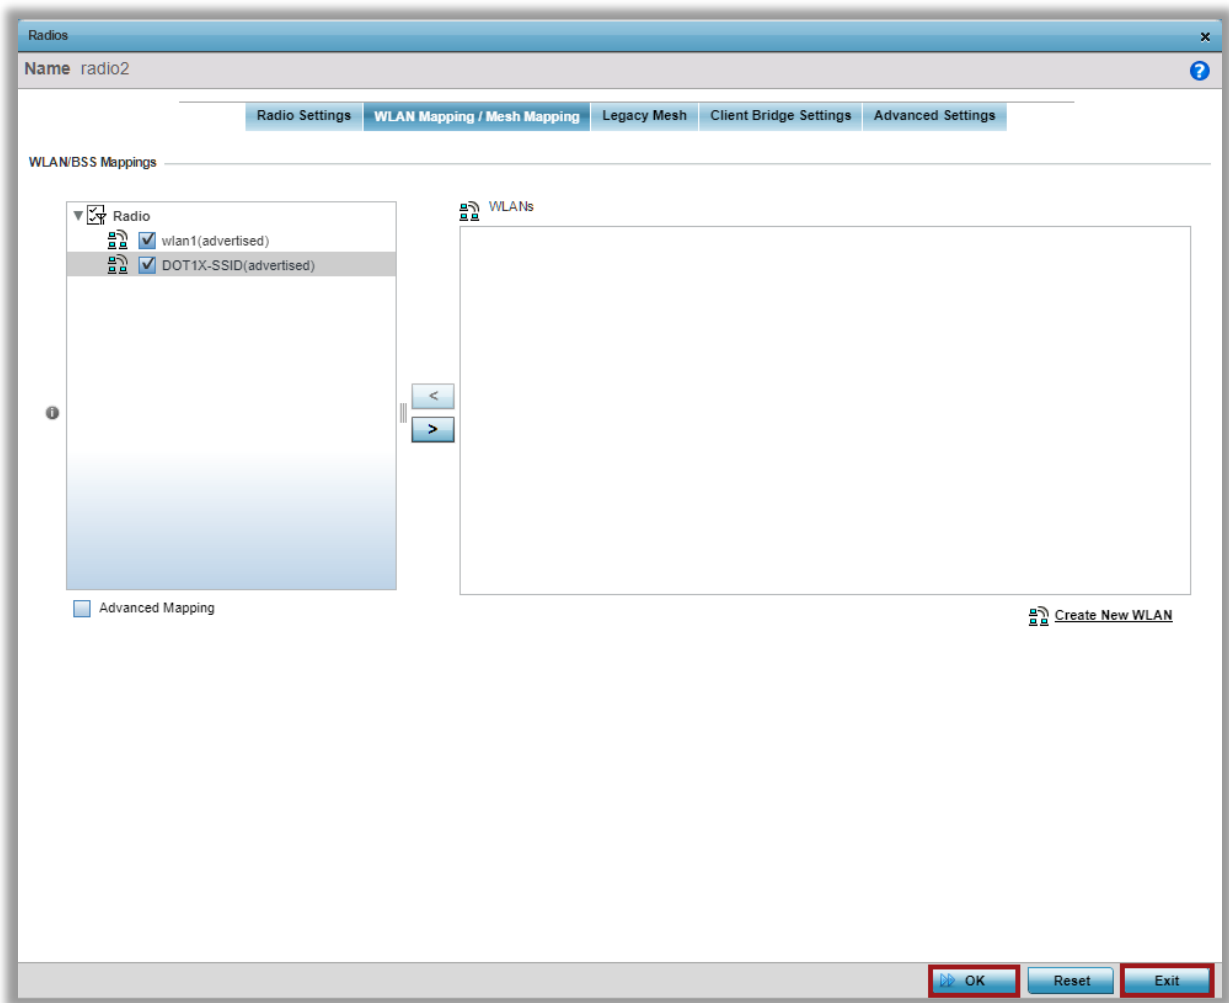 Radios
Name radio2
Radio Settings WLAN Mapping / Mesh Mapping Legacy Mesh Client Bridge Settings Advanced Settings
WLAN/BSS Mappings
Radio
wlan1(advertised)
DOT1X-SSID(advertised)
WLANs
<
>
Advanced Mapping
Create New WLAN
OK Reset Exit